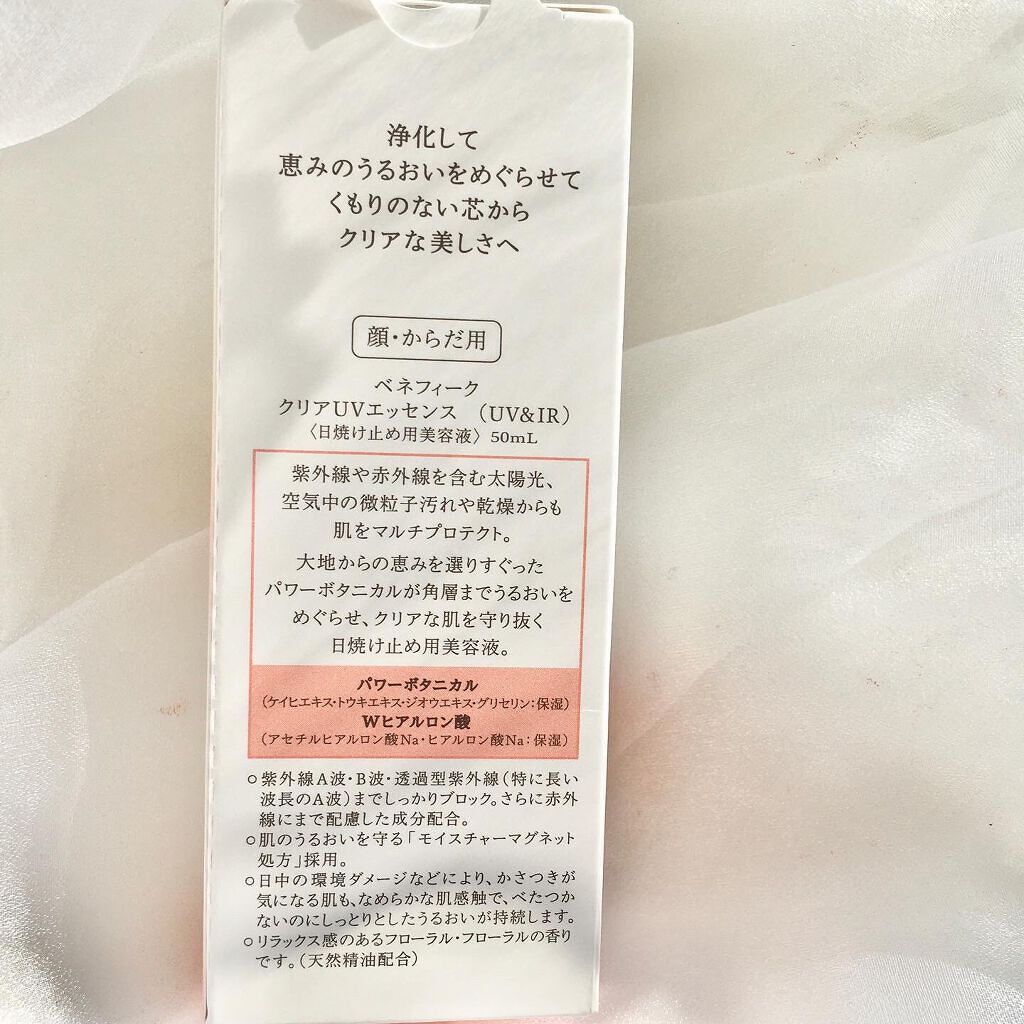 浄化して
恵みのうるおいをめぐらせて
くもりのない芯から
クリアな美しさへ
顔・からだ用
ベネフィーク
クリアUVエッセンス （UV&IR）
〈日焼け止め用美容液〉 50mL
紫外線や赤外線を含む太陽光、
空気中の微粒子汚れや乾燥からも
肌をマルチプロテクト。
大地からの恵みを選りすぐった
パワーボタニカルが角層までうるおいを
めぐらせ、クリアな肌を守り抜く
日焼け止め用美容液。
パワーボタニカル
（ケイヒエキス・トウキエキス・ジオウエキス・グリセリン：保湿）
Wヒアルロン酸
（アセチルヒアルロン酸Na・ヒアルロン酸Na：保湿）
○紫外線A波・B波・透過型紫外線（特に長い
波長のA波）までしっかりブロック。さらに赤外
線にまで配慮した成分配合。
○肌のうるおいを守る「モイスチャーマグネット
処方」採用。
○日中の環境ダメージなどにより、かさつきが
気になる肌も、なめらかな肌感触で、べたつか
ないのにしっとりとしたうるおいが持続します。
○リラックス感のあるフローラル・フローラルの香り
です。（天然精油配合）